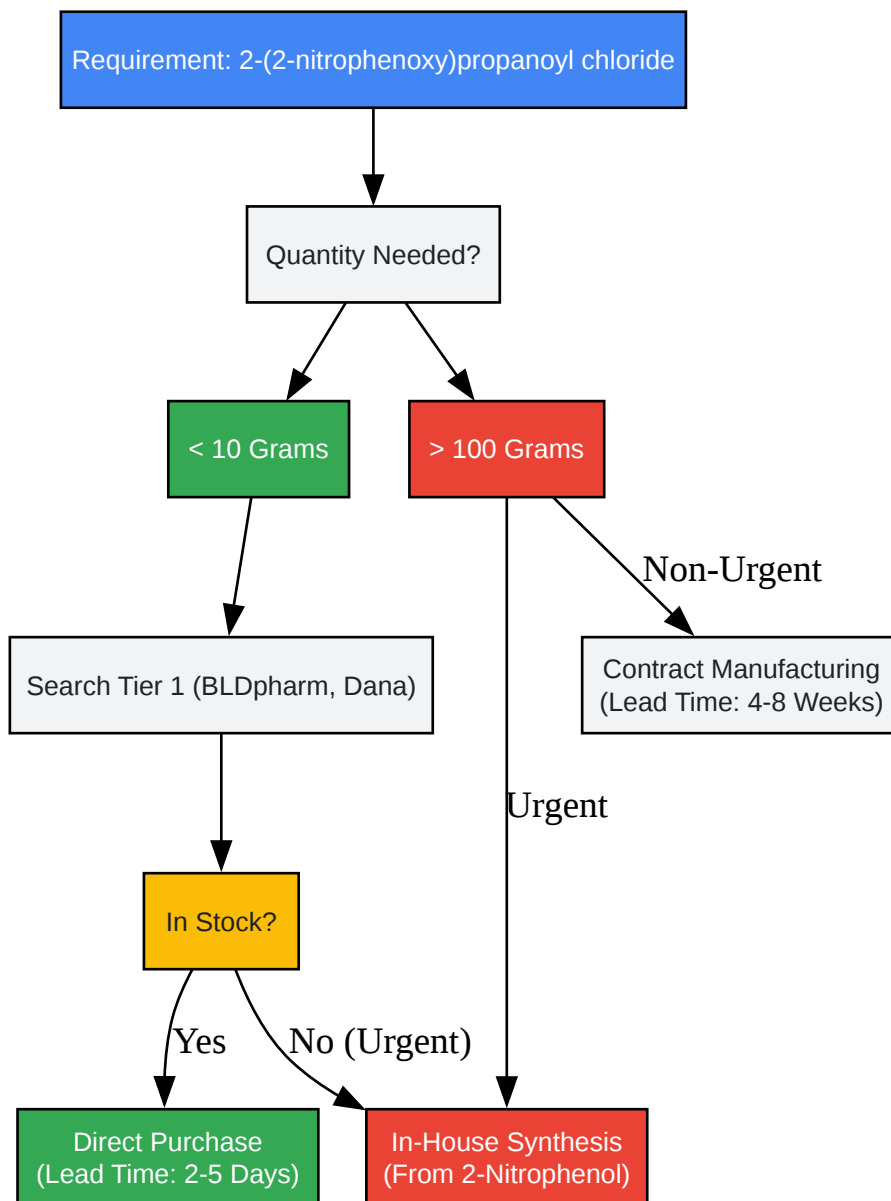 Requirement: 2-(2-nitrophenoxy)propanoyl chloride
Quantity Needed?
< 10 Grams
> 100 Grams
Non-Urgent
Search Tier 1 (BLDpharm, Dana)
Contract Manufacturing
(Lead Time: 4-8 Weeks)
Urgent
In Stock?
Yes
No (Urgent)
Direct Purchase
(Lead Time: 2-5 Days)
In-House Synthesis
(From 2-Nitrophenol)